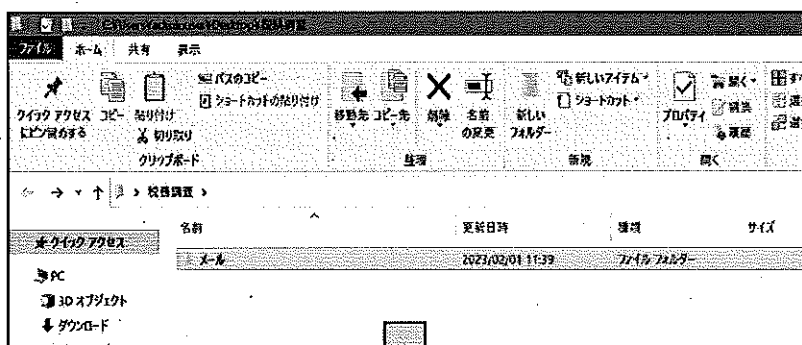 ファイル ホーム 共有 表示
クイック アクセス
にピン留めする
コピー
貼り付け
パスのコピー
ショートカットの貼り付け
切り取り
クリップボード
移動先
コピー先
削除
名前
の変更
整理
新しい
フォルダー
新しいアイテム
ショートカット
新規
プロパティ
開く
編集
履歴
開く
税務調査
名前 更新日時 種類 サイズ
クイック アクセス
メール 2023/02/01 11:39 ファイル フォルダー
PC
3D オブジェクト
ダウンロード